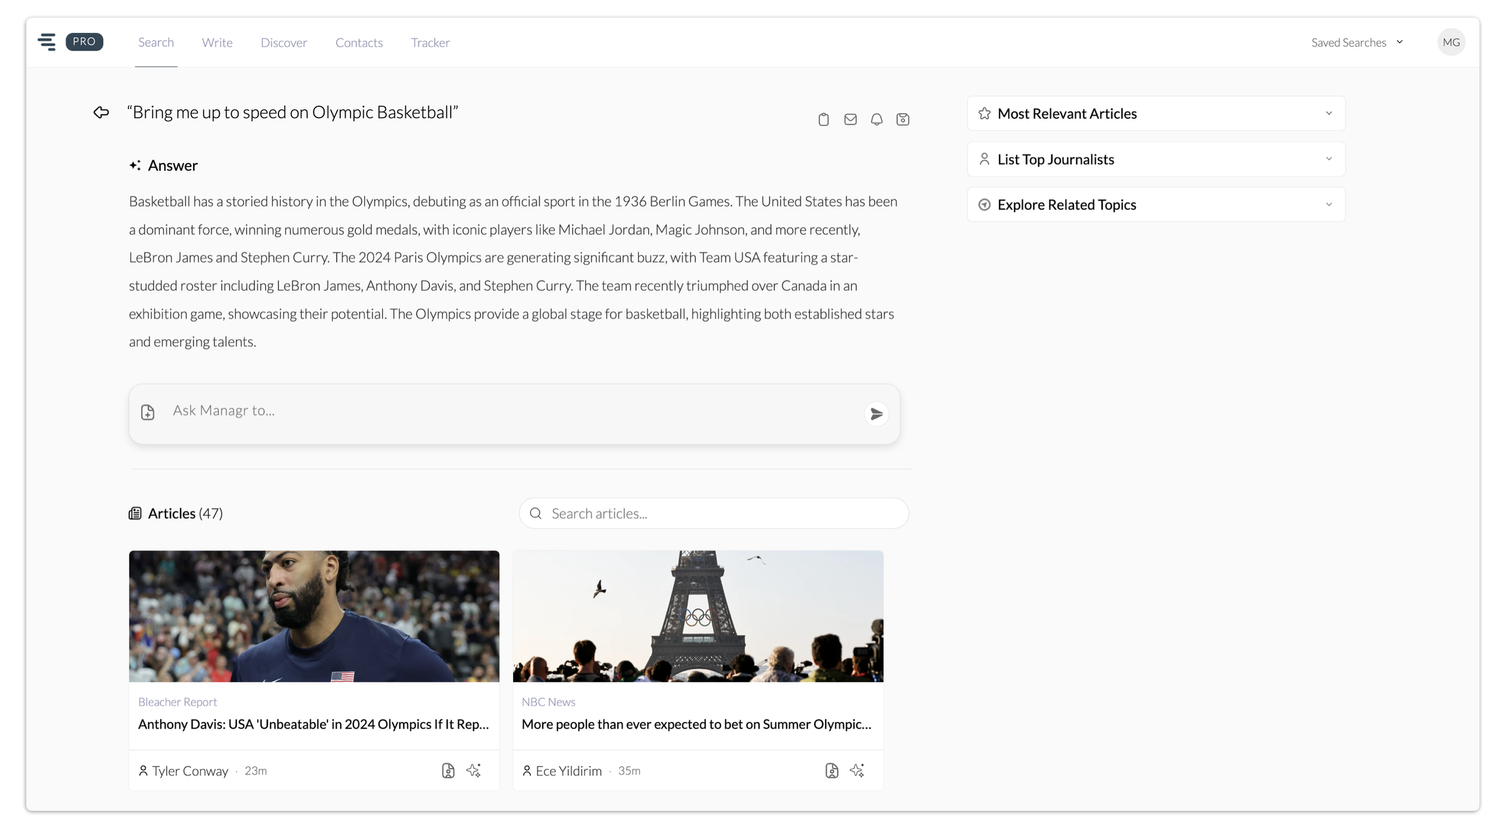 PRO
Search
Write
Discover
Contacts
Tracker
Saved Searches
MG
“Bring me up to speed on Olympic Basketball”
Answer
Basketball has a storied history in the Olympics, debuting as an official sport in the 1936 Berlin Games. The United States has been
a dominant force, winning numerous gold medals, with iconic players like Michael Jordan, Magic Johnson, and more recently,
LeBron James and Stephen Curry. The 2024 Paris Olympics are generating significant buzz, with Team USA featuring a star-
studded roster including LeBron James, Anthony Davis, and Stephen Curry. The team recently triumphed over Canada in an
exhibition game, showcasing their potential. The Olympics provide a global stage for basketball, highlighting both established stars
and emerging talents.
Ask Managr to...
Most Relevant Articles
List Top Journalists
Explore Related Topics
Articles (47)
Search articles...
Bleacher Report
Anthony Davis: USA 'Unbeatable' in 2024 Olympics If It Rep...
Tyler Conway · 23m
NBC News
More people than ever expected to bet on Summer Olympic...
Ece Yildirim · 35m